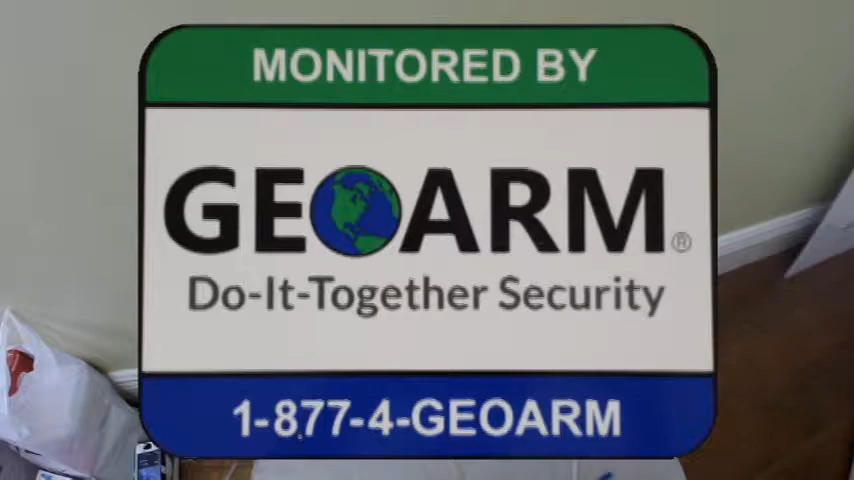 MONITORED BY
GEOARM®
Do-It-Together Security
1-877-4-GEOARM